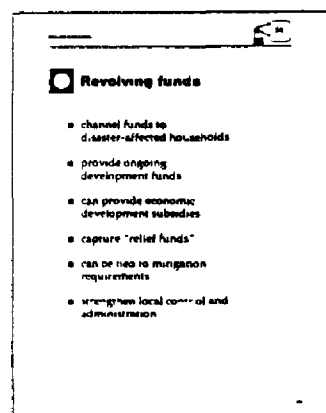 Revolving funds
channel funds to
disaster-affected households
provide ongoing
development funds
can provide economic
development subsidies
capture "relief funds"
can be tied to mitigation
requirements
strengthen local control and
administration